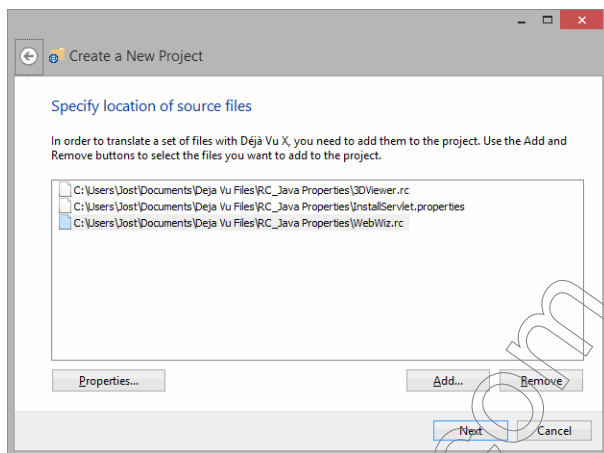 Create a New Project
Specify location of source files
In order to translate a set of files with Déjà Vu X, you need to add them to the project. Use the Add and
Remove buttons to select the files you want to add to the project.
C:\Users\Jost\Documents\Deja Vu Files\RC_Java Properties\3DViewer.rc
C:\Users\Jost\Documents\Deja Vu Files\RC_Java Properties\InstallServlet.properties
C:\Users\Jost\Documents\Deja Vu Files\RC_Java Properties\WebWiz.rc
Properties... Add... Remove
Next Cancel
com